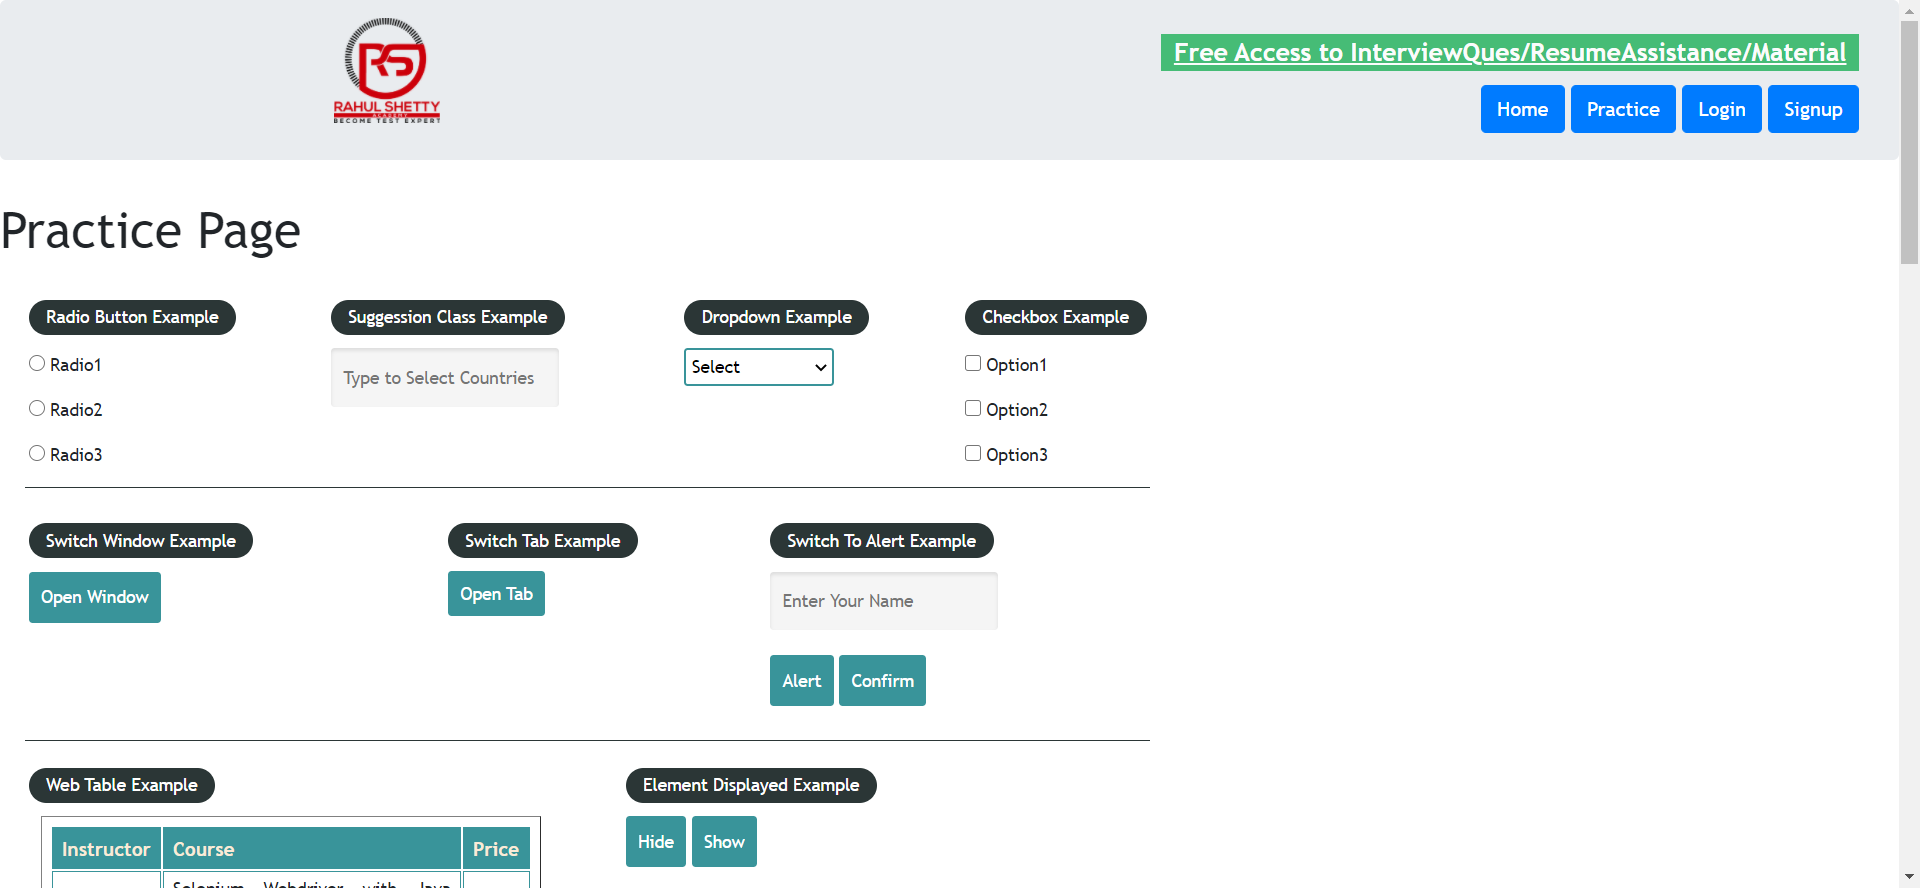 RAHUL SHETTY
ACADEMY
BECOME TEST EXPERT
Free Access to InterviewQues/ResumeAssistance/Material
Home Practice Login Signup
Practice Page
Radio Button Example Suggession Class Example Dropdown Example Checkbox Example
Radio1 Type to Select Countries Select Option1
Radio2 Option2
Radio3 Option3
Switch Window Example Switch Tab Example Switch To Alert Example
Open Window Open Tab Enter Your Name
Alert Confirm
Web Table Example Element Displayed Example
Hide Show
Instructor Course Price
Selenium Webdriver with Java